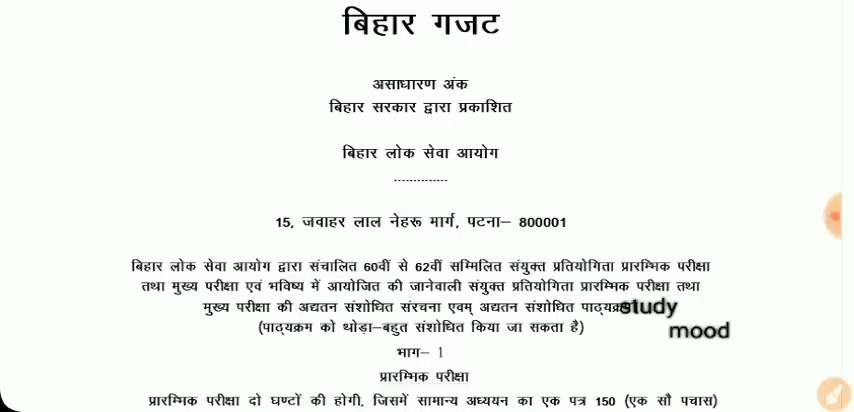 बिहार गजट
असाधारण अंक
बिहार सरकार द्वारा प्रकाशित
बिहार लोक सेवा आयोग
--------------
15, जवाहर लाल नेहरू मार्ग, पटना– 800001
बिहार लोक सेवा आयोग द्वारा संचालित 60वीं से 62वीं सम्मिलित संयुक्त प्रतियोगिता प्रारम्भिक परीक्षा
तथा मुख्य परीक्षा एवं भविष्य में आयोजित की जानेवाली संयुक्त प्रतियोगिता प्रारम्भिक परीक्षा तथा
मुख्य परीक्षा की अद्यतन संशोधित संरचना एवम् अद्यतन संशोधित पाठ्यक्रम study
(पाठ्यक्रम को थोड़ा–बहुत संशोधित किया जा सकता है) mood
भाग– 1
प्रारम्भिक परीक्षा
प्रारम्भिक परीक्षा दो घण्टों की होगी, जिसमें सामान्य अध्ययन का एक पत्र 150 (एक सौ पचास)